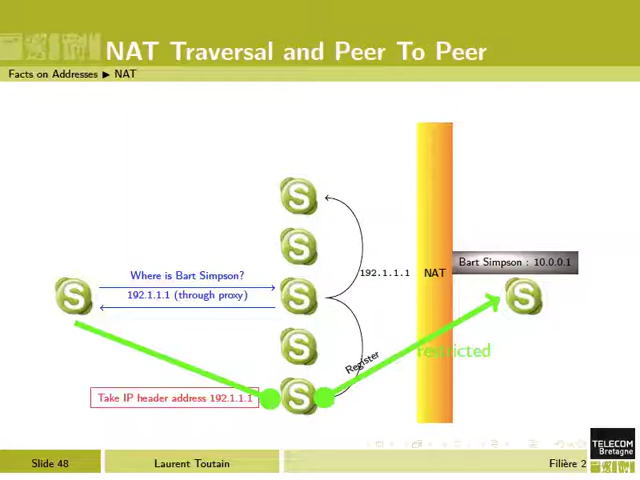 NAT Traversal and Peer To Peer
Facts on Addresses ▶ NAT
Bart Simpson : 10.0.0.1
Where is Bart Simpson?
192.1.1.1
NAT
192.1.1.1 (through proxy)
restricted
Register
Take IP header address 192.1.1.1
TELECOM
Bretagne
Slide 48
Laurent Toutain
Filière 2